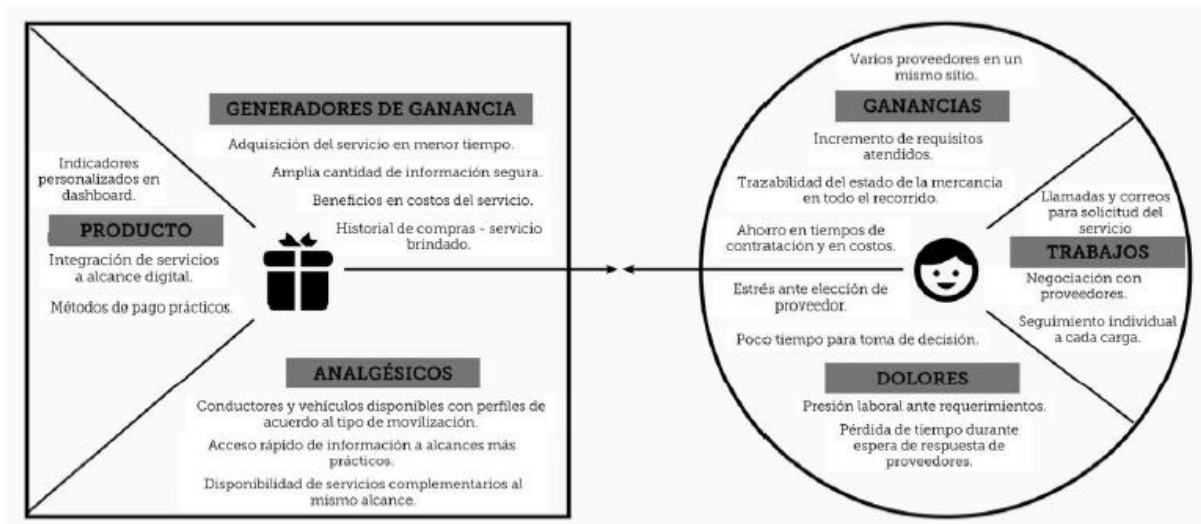 GENERADORES DE GANANCIA
Adquisición del servicio en menor tiempo.
Amplia cantidad de información segura.
Beneficios en costos del servicio.
Historial de compras - servicio
brindado.
Indicadores
personalizados en
dashboard.
PRODUCTO
Integración de servicios
a alcance digital.
Métodos de pago prácticos.
ANALGÉSICOS
Conductores y vehículos disponibles con perfiles de
acuerdo al tipo de movilización.
Acceso rápido de información a alcances más
prácticos.
Disponibilidad de servicios complementarios al
mismo alcance.
Varios proveedores en un
mismo sitio.
GANANCIAS
Incremento de requisitos
atendidos.
Trazabilidad del estado de la mercancía
en todo el recorrido.
Ahorro en tiempos de
contratación y en costos.
Llamadas y correos
para solicitud del
servicio
TRABAJOS
Negociación con
proveedores.
Seguimiento individual
a cada carga.
Estrés ante elección de
proveedor.
Poco tiempo para toma de decisión.
DOLORES
Presión laboral ante requerimientos.
Pérdida de tiempo durante
espera de respuesta de
proveedores.